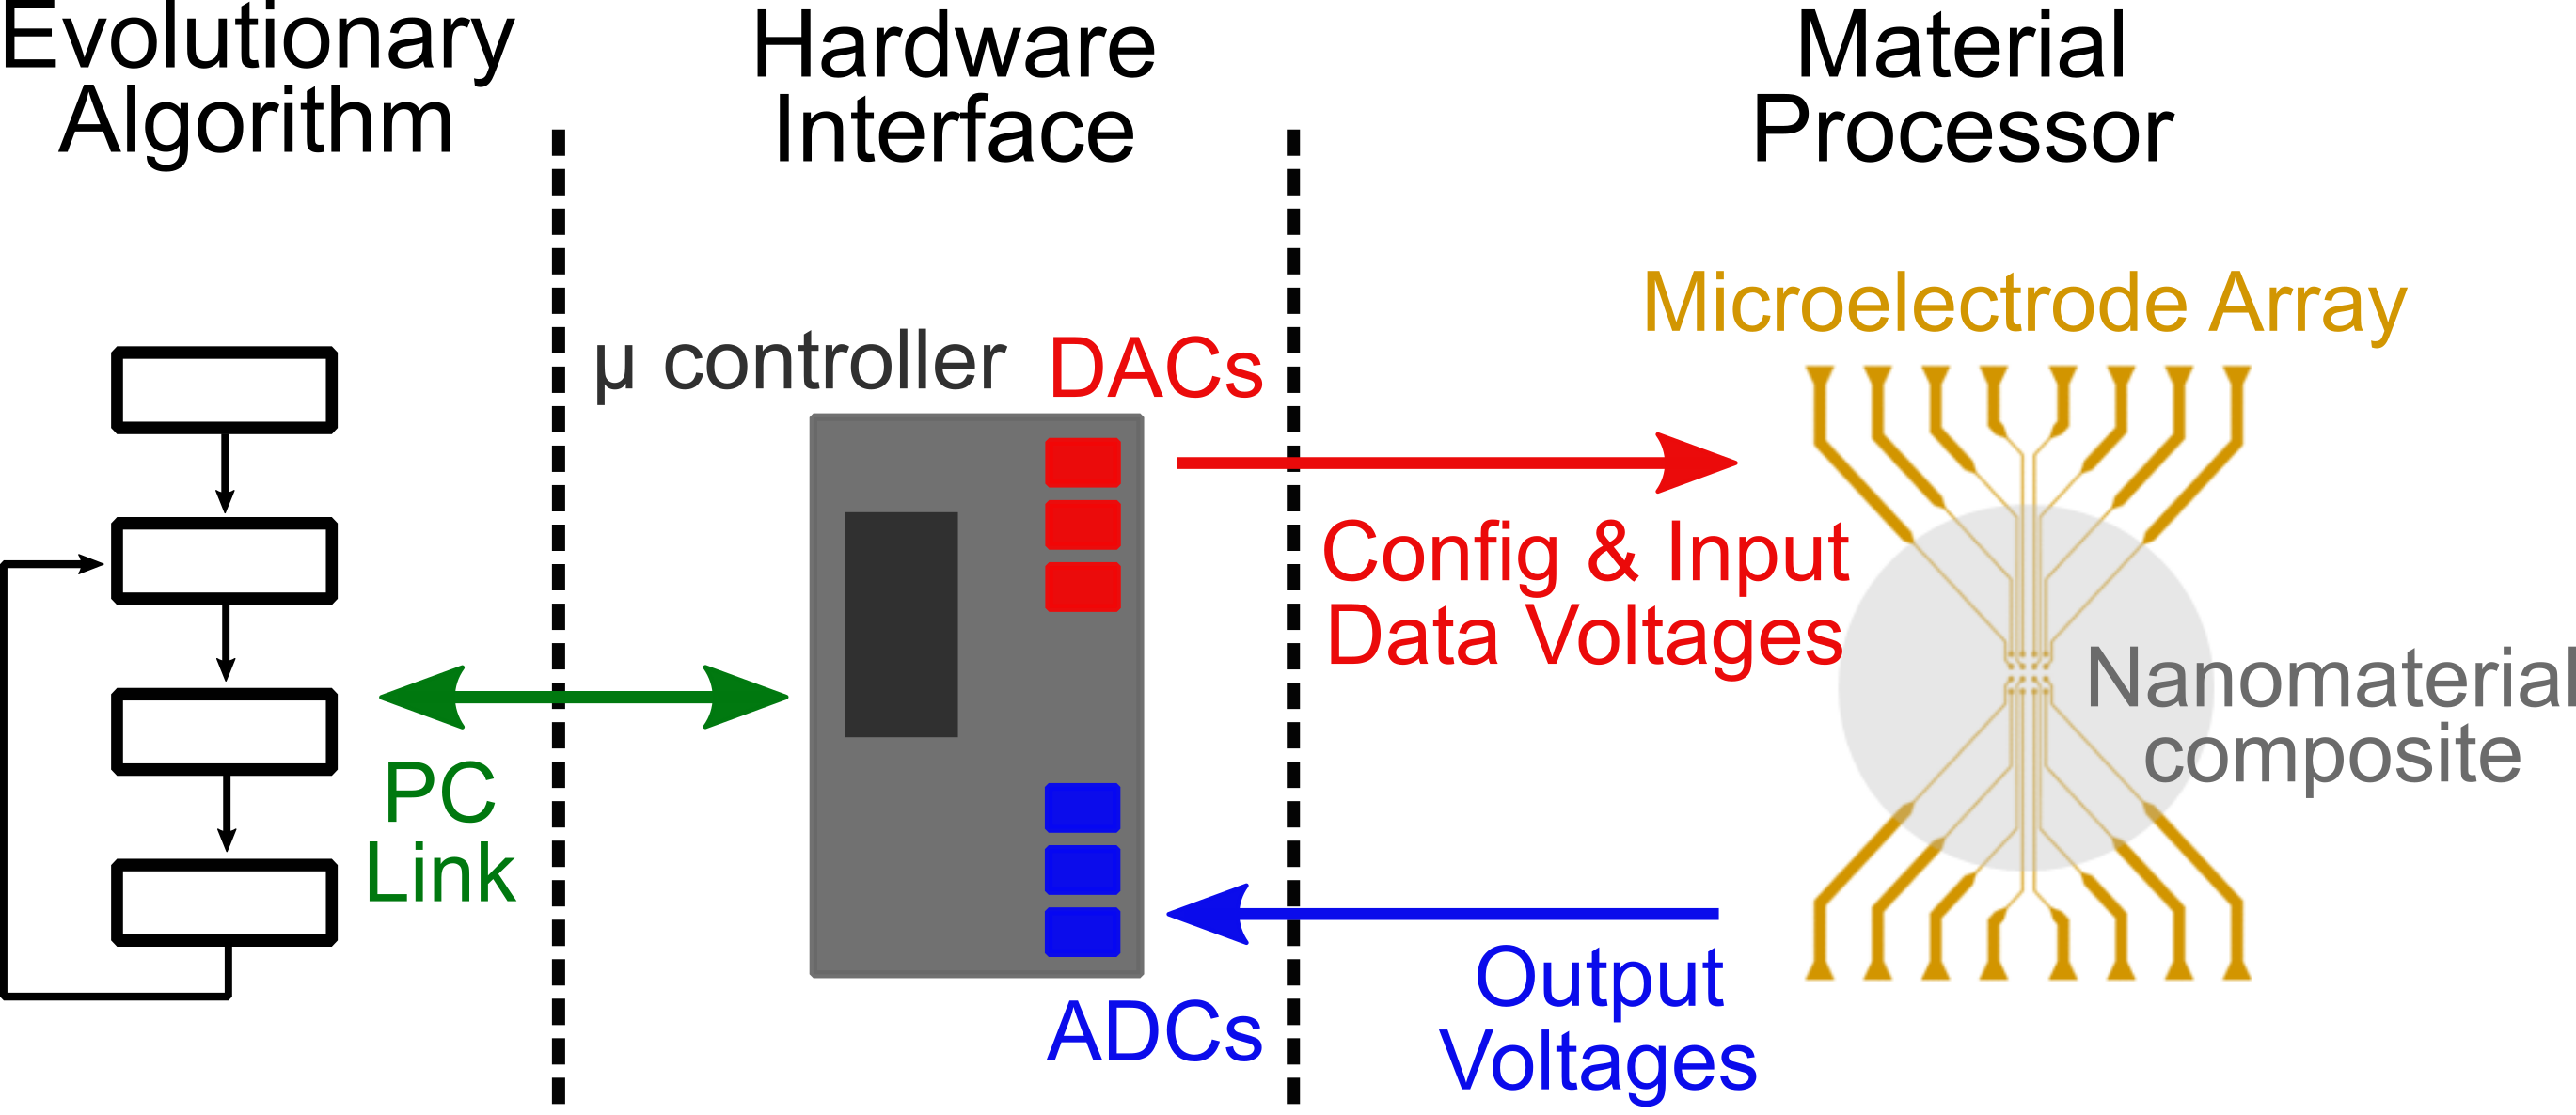 Evolutionary
Algorithm
Hardware
Interface
Material
Processor
Microelectrode Array
µ controller
DACs
Config & Input
Data Voltages
Nanomaterial
composite
PC
Link
Output
Voltages
ADCs